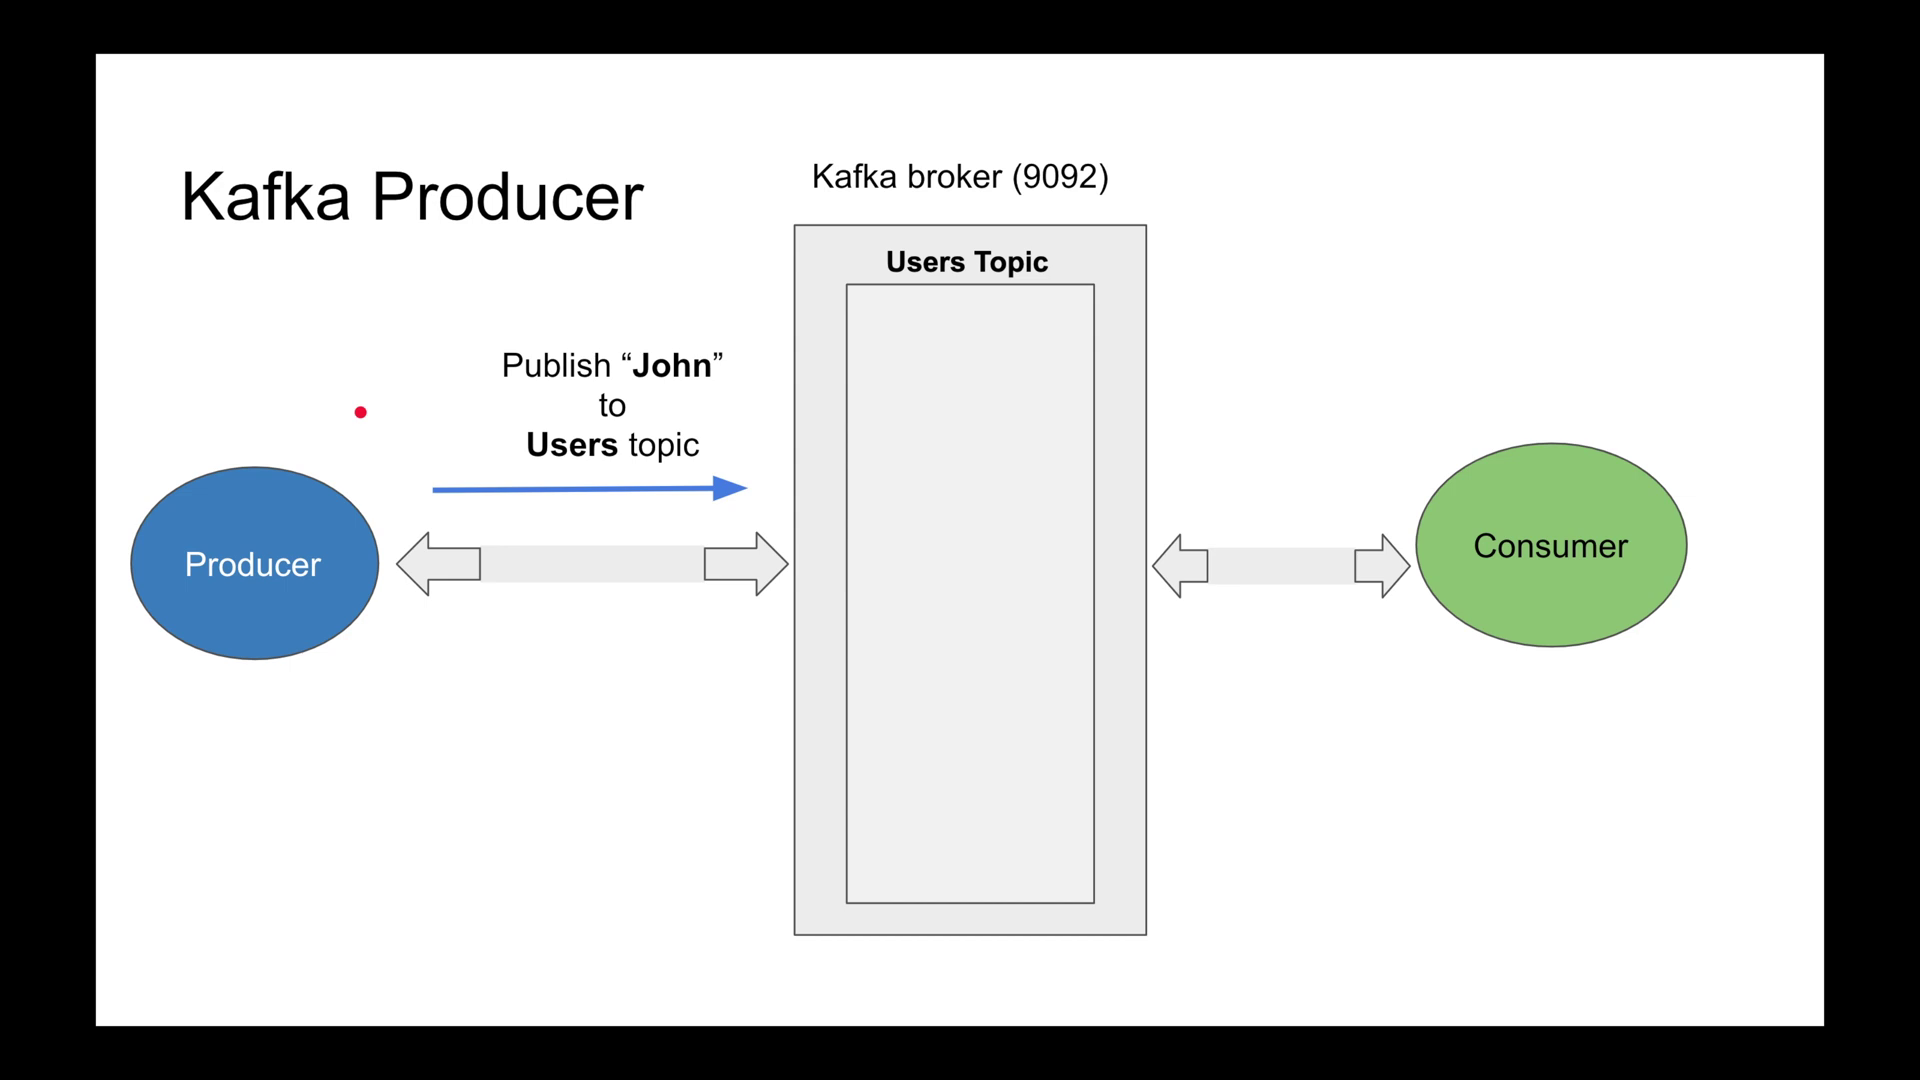 Kafka Producer
Kafka broker (9092)
Users Topic
Publish “John”
to
Users topic
Producer
Consumer